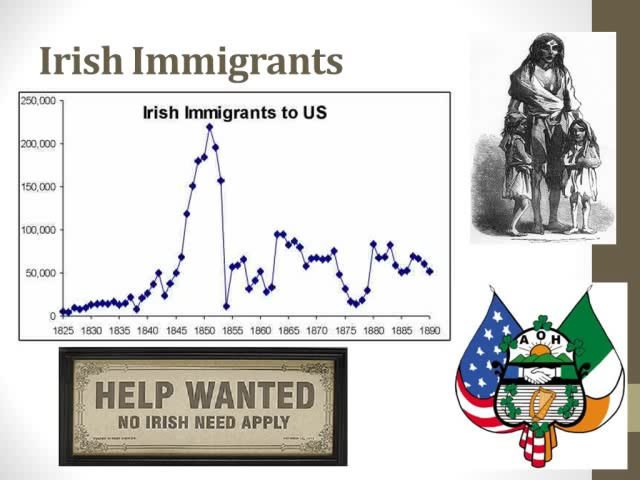 Irish Immigrants
Irish Immigrants to US
250,000
200,000
150,000
100,000
50,000
0
1825 1830 1835 1840 1845 1850 1855 1860 1865 1870 1875 1880 1885 1890
HELP WANTED
NO IRISH NEED APPLY
A O H